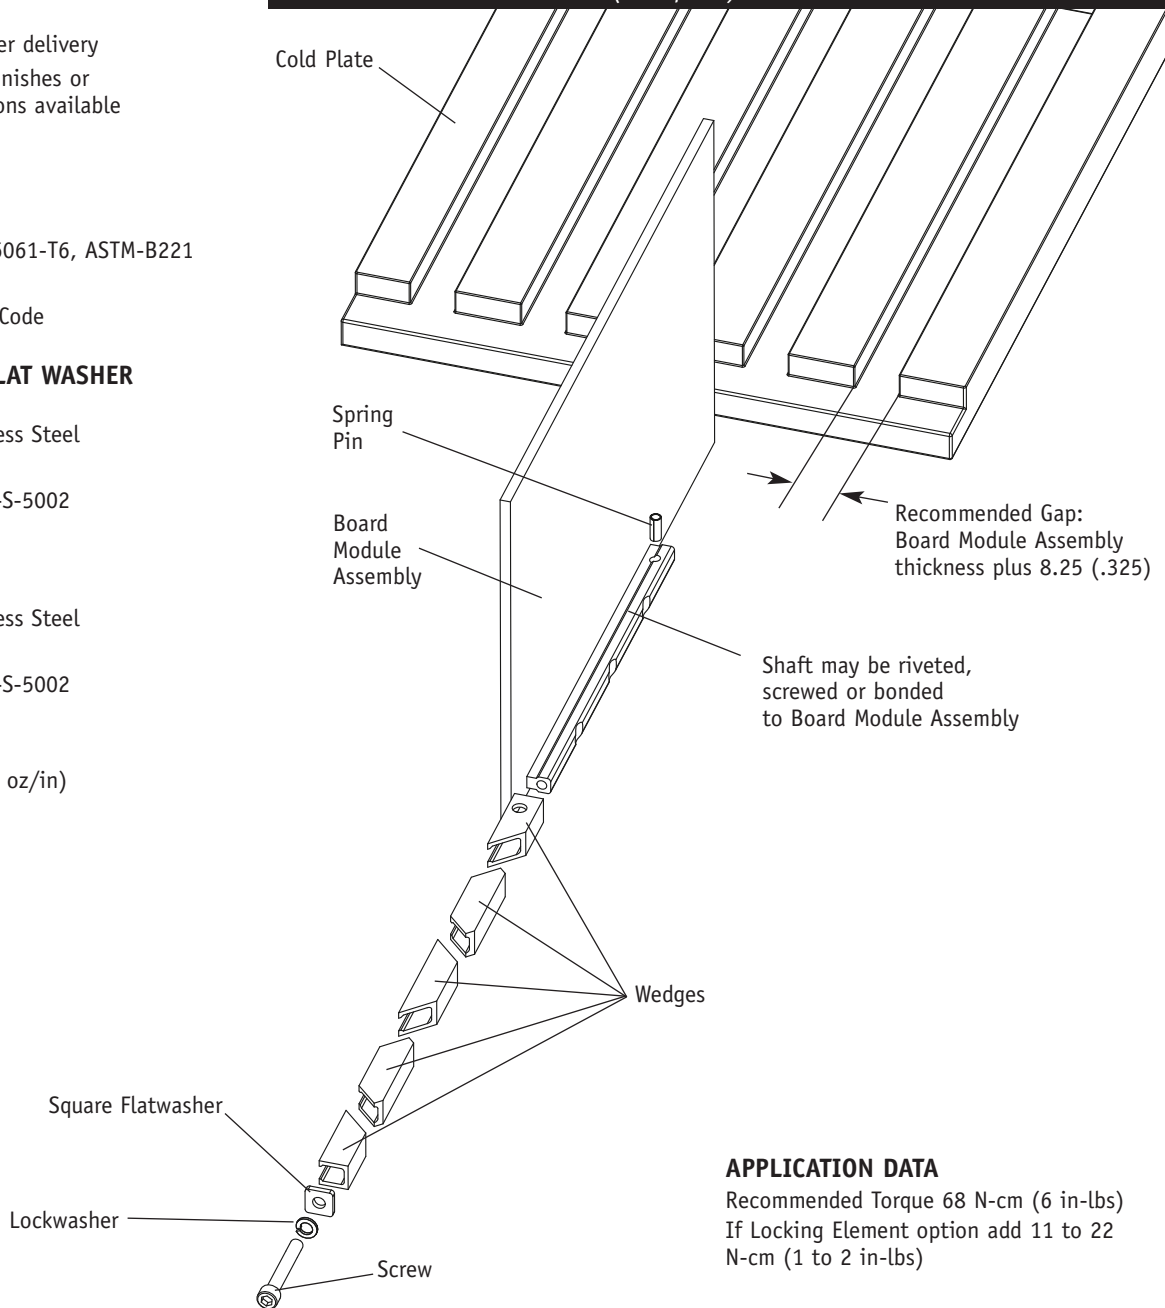 er delivery
nishes or
ons available
6061-T6, ASTM-B221
Code
LAT WASHER
ess Steel
-S-5002
ess Steel
-S-5002
oz/in)
Cold Plate
Spring
Pin
Board
Module
Assembly
Recommended Gap:
Board Module Assembly
thickness plus 8.25 (.325)
Shaft may be riveted,
screwed or bonded
to Board Module Assembly
Wedges
Square Flatwasher
Lockwasher
Screw
APPLICATION DATA
Recommended Torque 68 N-cm (6 in-lbs)
If Locking Element option add 11 to 22
N-cm (1 to 2 in-lbs)